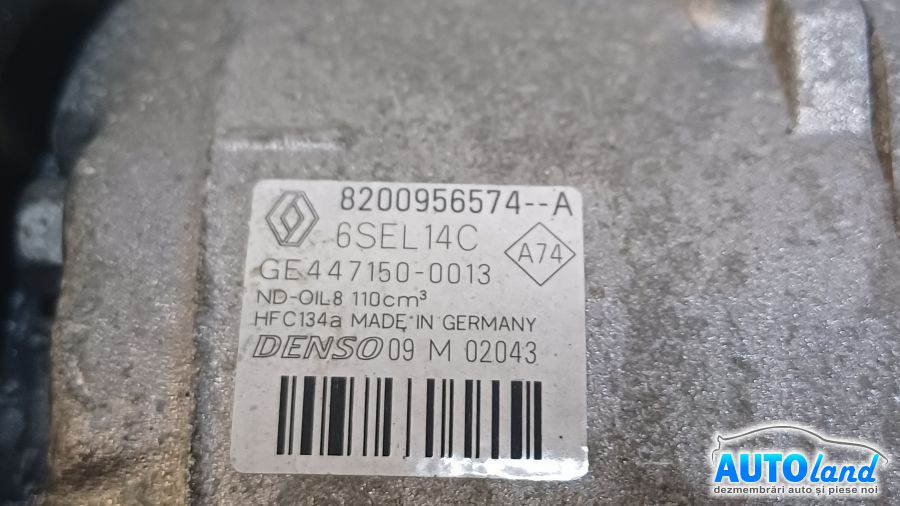 8200956574--A
6SEL14C
A74
GE447150-0013
ND-OIL8 110cm³
HFC134a MADE IN GERMANY
DENSO 09 M 02043
AUTOland
dezmembrări auto și piese noi